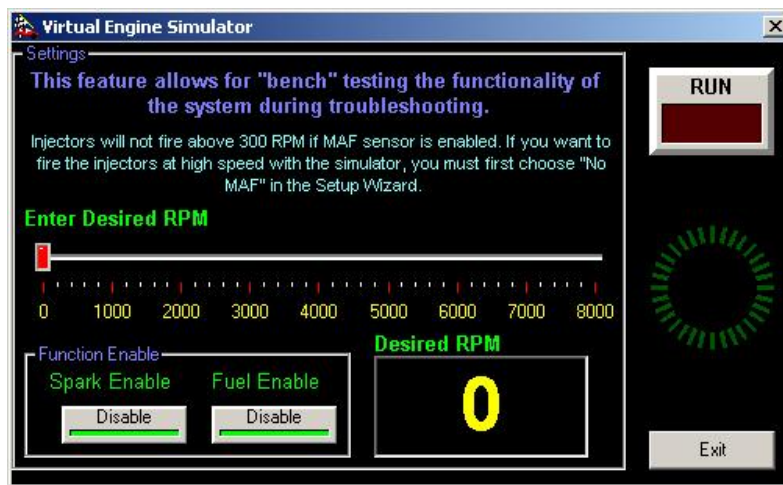 Virtual Engine Simulator
Settings
This feature allows for "bench" testing the functionality of
the system during troubleshooting.
Injectors will not fire above 300 RPM if MAF sensor is enabled. If you want to
fire the injectors at high speed with the simulator, you must first choose "No
MAF" in the Setup Wizard.
Enter Desired RPM
0 1000 2000 3000 4000 5000 6000 7000 8000
Function Enable
Spark Enable Fuel Enable
Disable Disable
Desired RPM
0
RUN
Exit